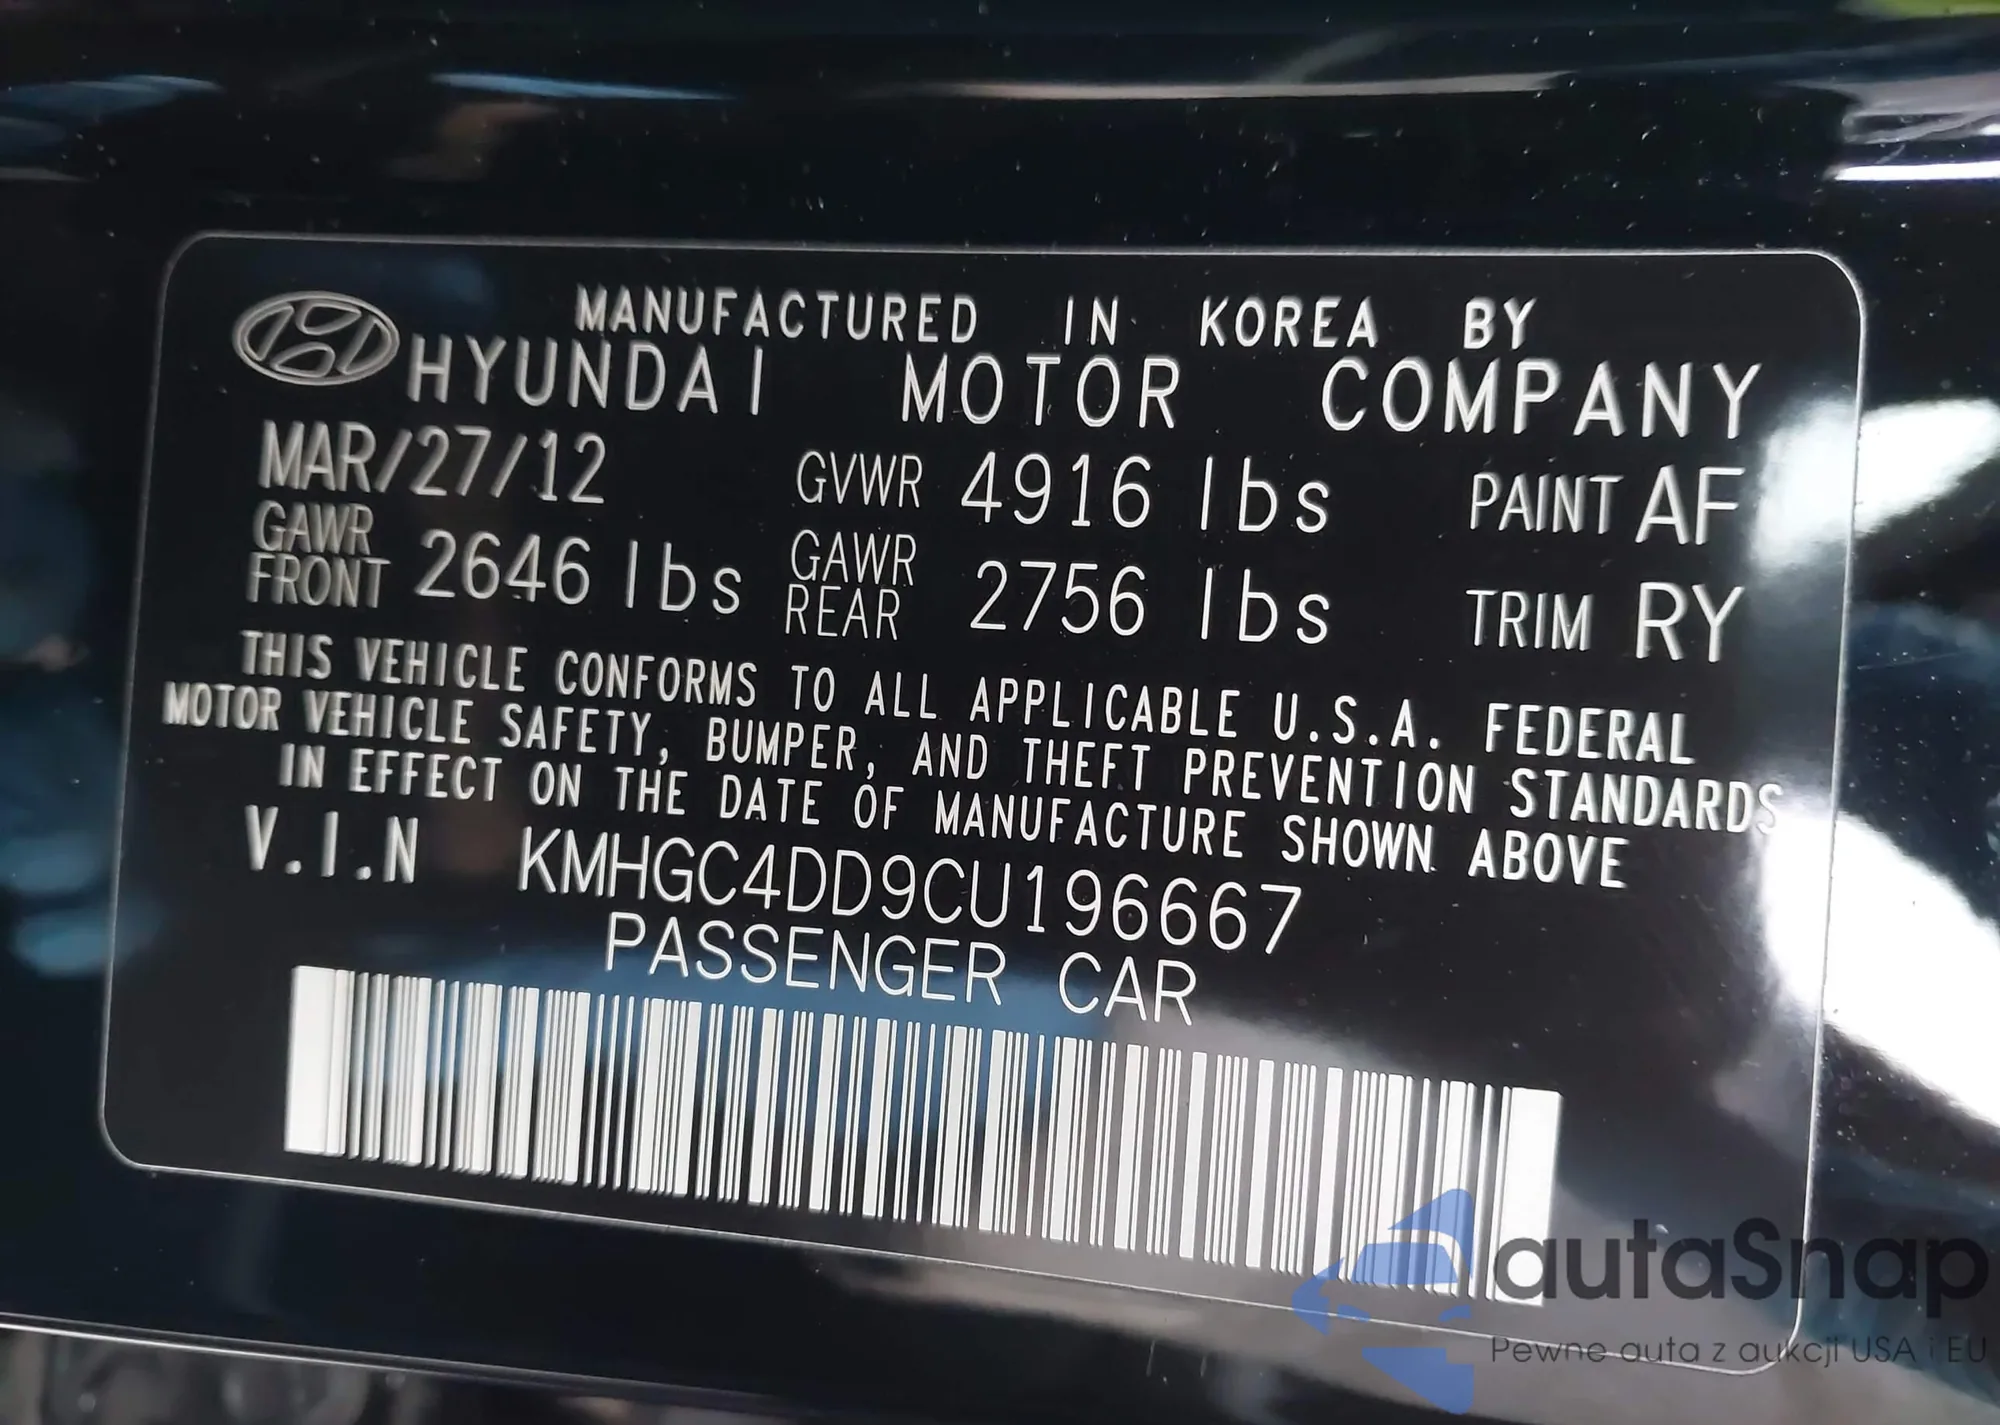 MANUFACTURED IN KOREA BY
HYUNDAI MOTOR COMPANY
MAR/27/12 GVWR 4916 lbs PAINT AF
GAWR FRONT 2646 lbs GAWR REAR 2756 lbs TRIM RY
THIS VEHICLE CONFORMS TO ALL APPLICABLE U.S.A. FEDERAL
MOTOR VEHICLE SAFETY, BUMPER, AND THEFT PREVENTION STANDARDS
IN EFFECT ON THE DATE OF MANUFACTURE SHOWN ABOVE
V.I.N KMHGC4DD9CU196667
PASSENGER CAR
autaSnap
Pewne auta z aukcji USA i EU